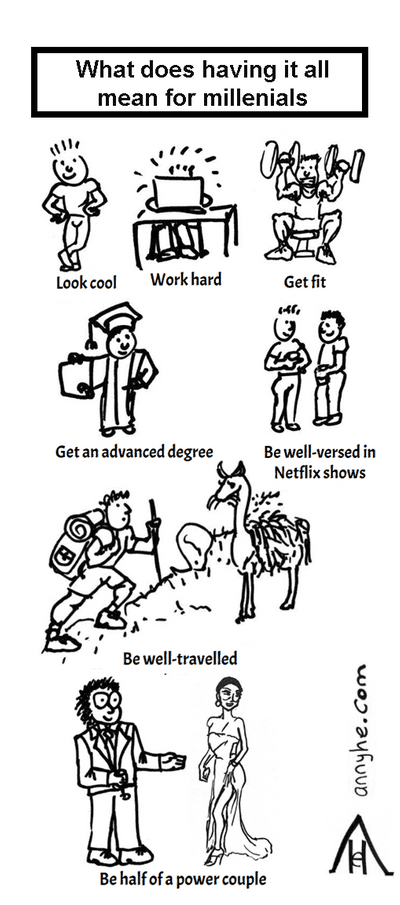 What does having it all
mean for millenials
Look cool
Work hard
Get fit
Get an advanced degree
Be well-versed in
Netflix shows
Be well-travelled
Be half of a power couple
annyhe.com